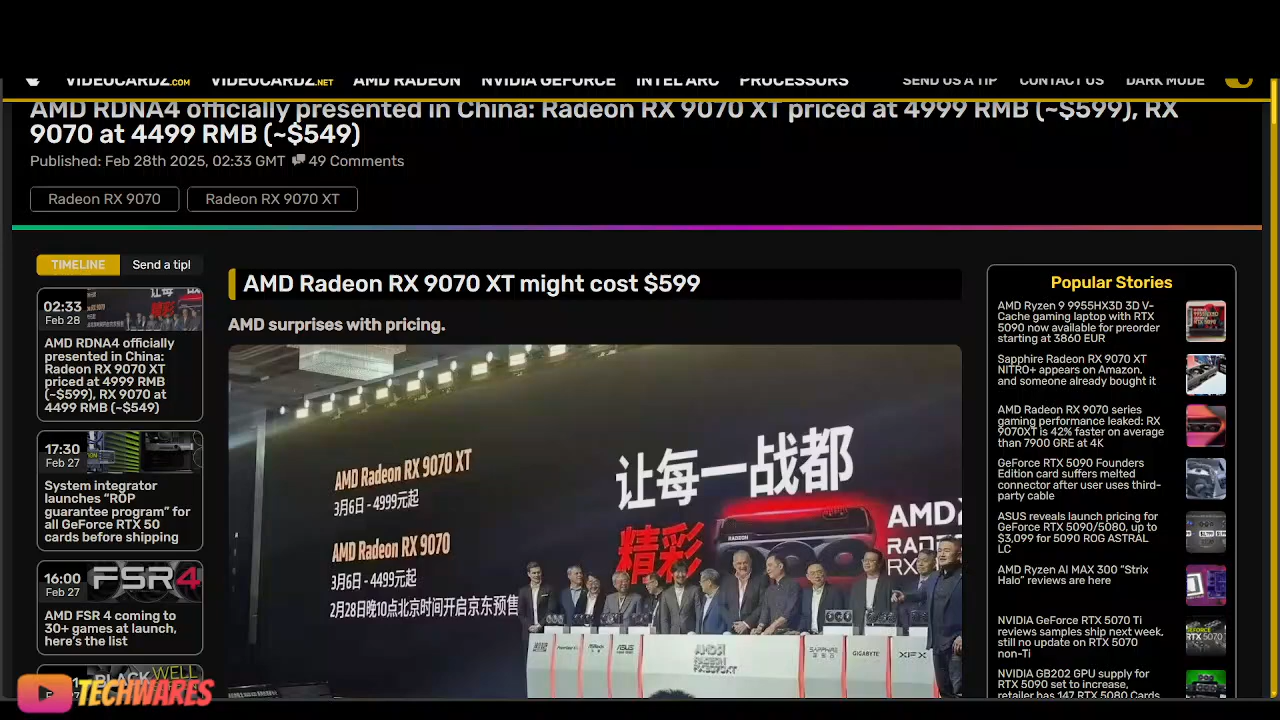 VIDEOCARDZ.COM VIDEOCARDZ.NET AMD RADEON NVIDIA GEFORCE INTEL ARC PROCESSORS SEND US A TIP CONTACT US DARK MODE
AMD RDNA4 officially presented in China: Radeon RX 9070 XT priced at 4999 RMB (~$599), RX
9070 at 4499 RMB (~$549)
Published: Feb 28th 2025, 02:33 GMT 49 Comments
Radeon RX 9070 Radeon RX 9070 XT
TIMELINE Send a tip!
02:33
Feb 28
AMD RDNA4 officially
presented in China:
Radeon RX 9070 XT
priced at 4999 RMB
(~$599), RX 9070 at
4499 RMB (~$549)
17:30
Feb 27
System integrator
launches “ROP
guarantee program” for
all GeForce RTX 50
cards before shipping
16:00
Feb 27
FSR4
AMD FSR 4 coming to
30+ games at launch,
here's the list
TECHWARES
AMD Radeon RX 9070 XT might cost $599
AMD surprises with pricing.
AMD Radeon RX 9070 XT
3月6日 - 4999元起
AMD Radeon RX 9070
3月6日 - 4499元起
2月28日晚10点北京时间开启京东预售
让每一战都
精彩
RADEON
AMD
RX
ASUS
AMD
SAPPHIRE
GIGABYTE
XFX
Popular Stories
AMD Ryzen 9 9955HX3D 3D V-
Cache gaming laptop with RTX
5090 now available for preorder
starting at 3860 EUR
Sapphire Radeon RX 9070 XT
NITRO+ appears on Amazon,
and someone already bought it
AMD Radeon RX 9070 series
gaming performance leaked: RX
9070XT is 42% faster on average
than 7900 GRE at 4K
GeForce RTX 5090 Founders
Edition card suffers melted
connector after user uses third-
party cable
ASUS reveals launch pricing for
GeForce RTX 5090/5080, up to
$3,099 for 5090 ROG ASTRAL
LC
AMD Ryzen AI MAX 300 “Strix
Halo” reviews are here
NVIDIA GeForce RTX 5070 Ti
reviews samples ship next week,
still no update on RTX 5070
non-Ti
RTX 5070
NVIDIA GB202 GPU supply for
RTX 5090 set to increase,
retailer has 147 RTX 5080 Cards